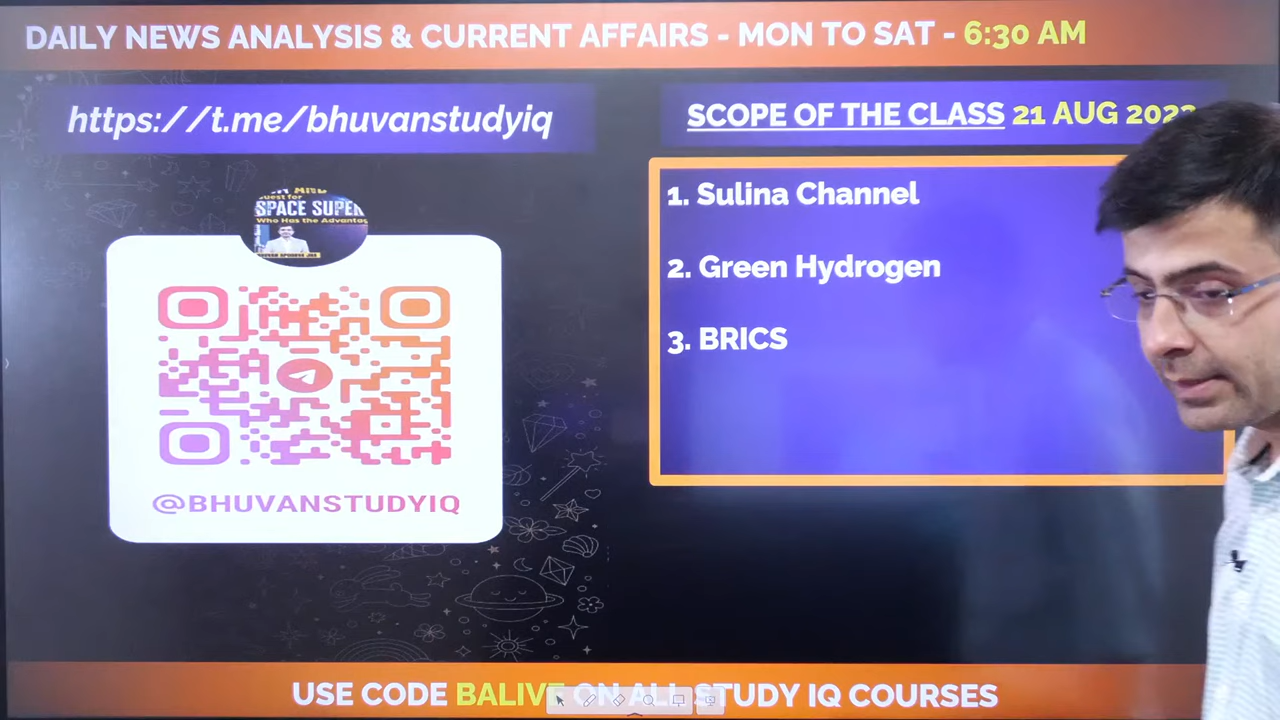 DAILY NEWS ANALYSIS & CURRENT AFFAIRS - MON TO SAT - 6:30 AM
https://t.me/bhuvanstudyiq
SCOPE OF THE CLASS 21 AUG 2023
SPACE SUPER
Who Has the Advantag
1. Sulina Channel
2. Green Hydrogen
3. BRICS
@BHUVANSTUDYIQ
USE CODE BALIVE ON ALL STUDY IQ COURSES